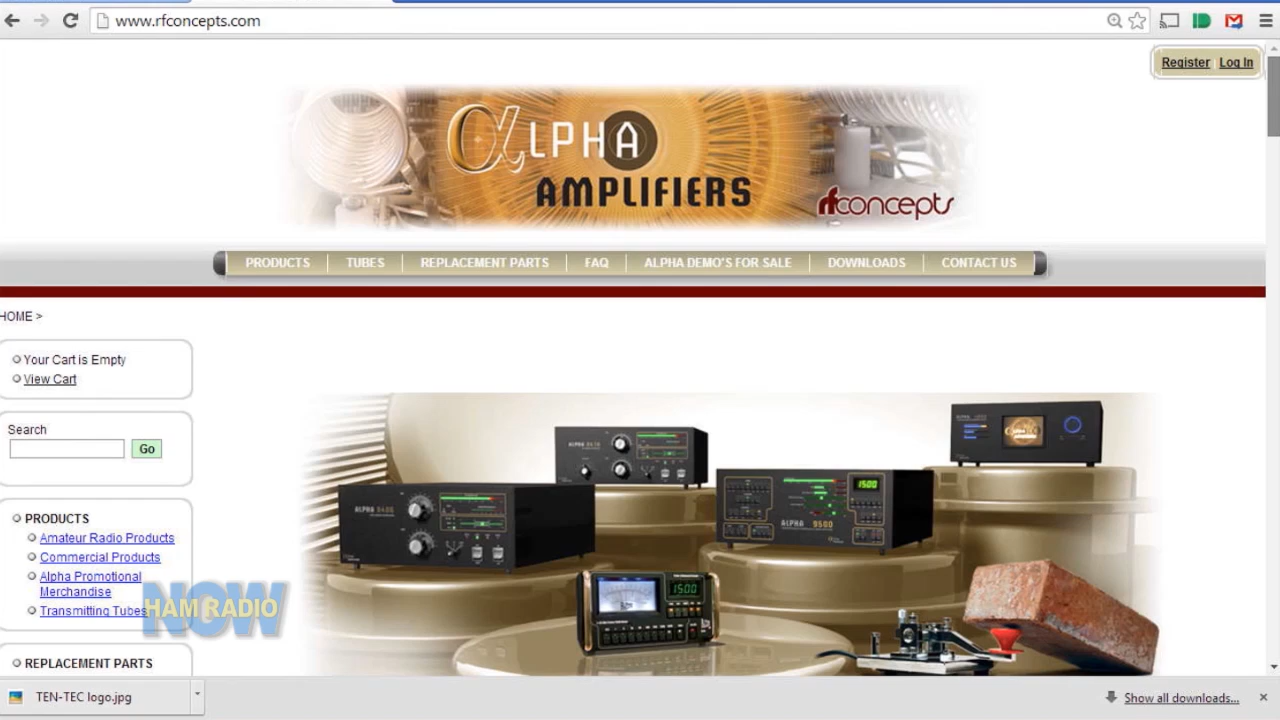 www.rfconcepts.com
Register Log In
αLPHA
AMPLIFIERS
rfconcepts
PRODUCTS TUBES REPLACEMENT PARTS FAQ ALPHA DEMO'S FOR SALE DOWNLOADS CONTACT US
HOME >
Your Cart is Empty
View Cart
Search
Go
PRODUCTS
Amateur Radio Products
Commercial Products
Alpha Promotional
Merchandise
Transmitting Tubes
REPLACEMENT PARTS
HAM RADIO
NOW
ALPHA
ALPHA
1500
ALPHA 9500
1500
TEN-TEC logo.jpg
Show all downloads...